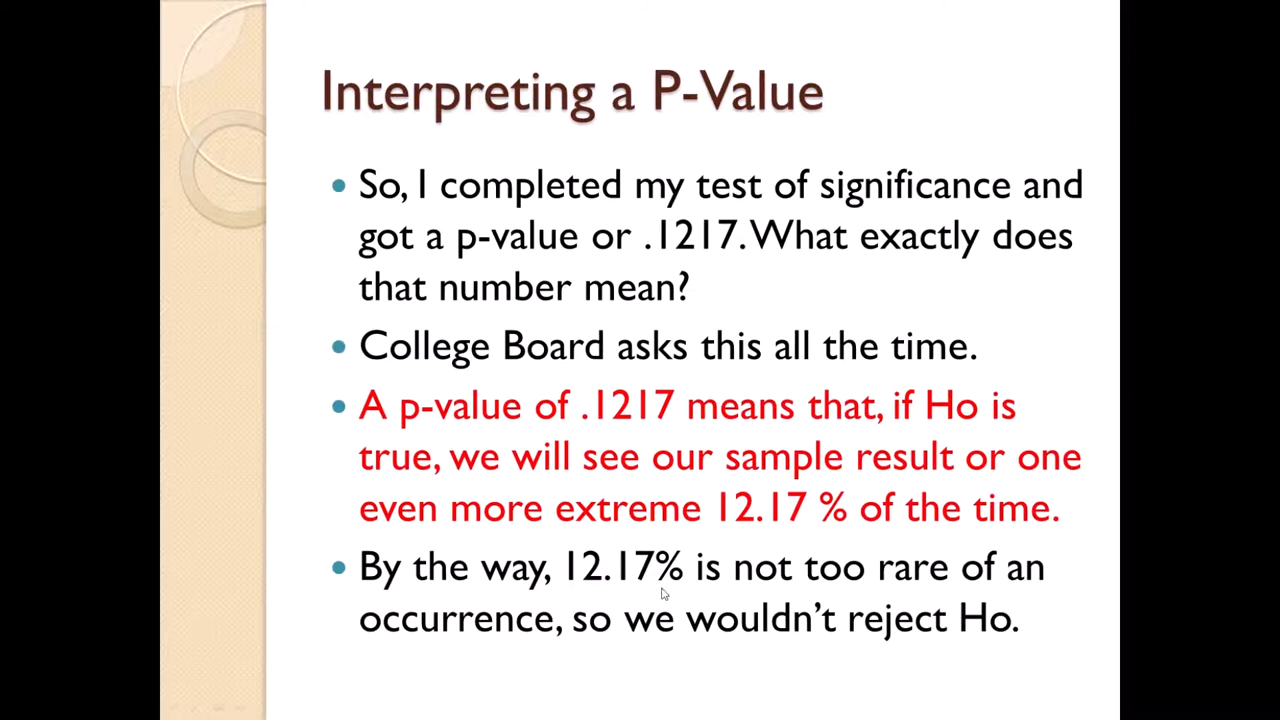 Interpreting a P-Value
• So, I completed my test of significance and
got a p-value or .1217. What exactly does
that number mean?
• College Board asks this all the time.
• A p-value of .1217 means that, if Ho is
true, we will see our sample result or one
even more extreme 12.17 % of the time.
• By the way, 12.17% is not too rare of an
occurrence, so we wouldn't reject Ho.